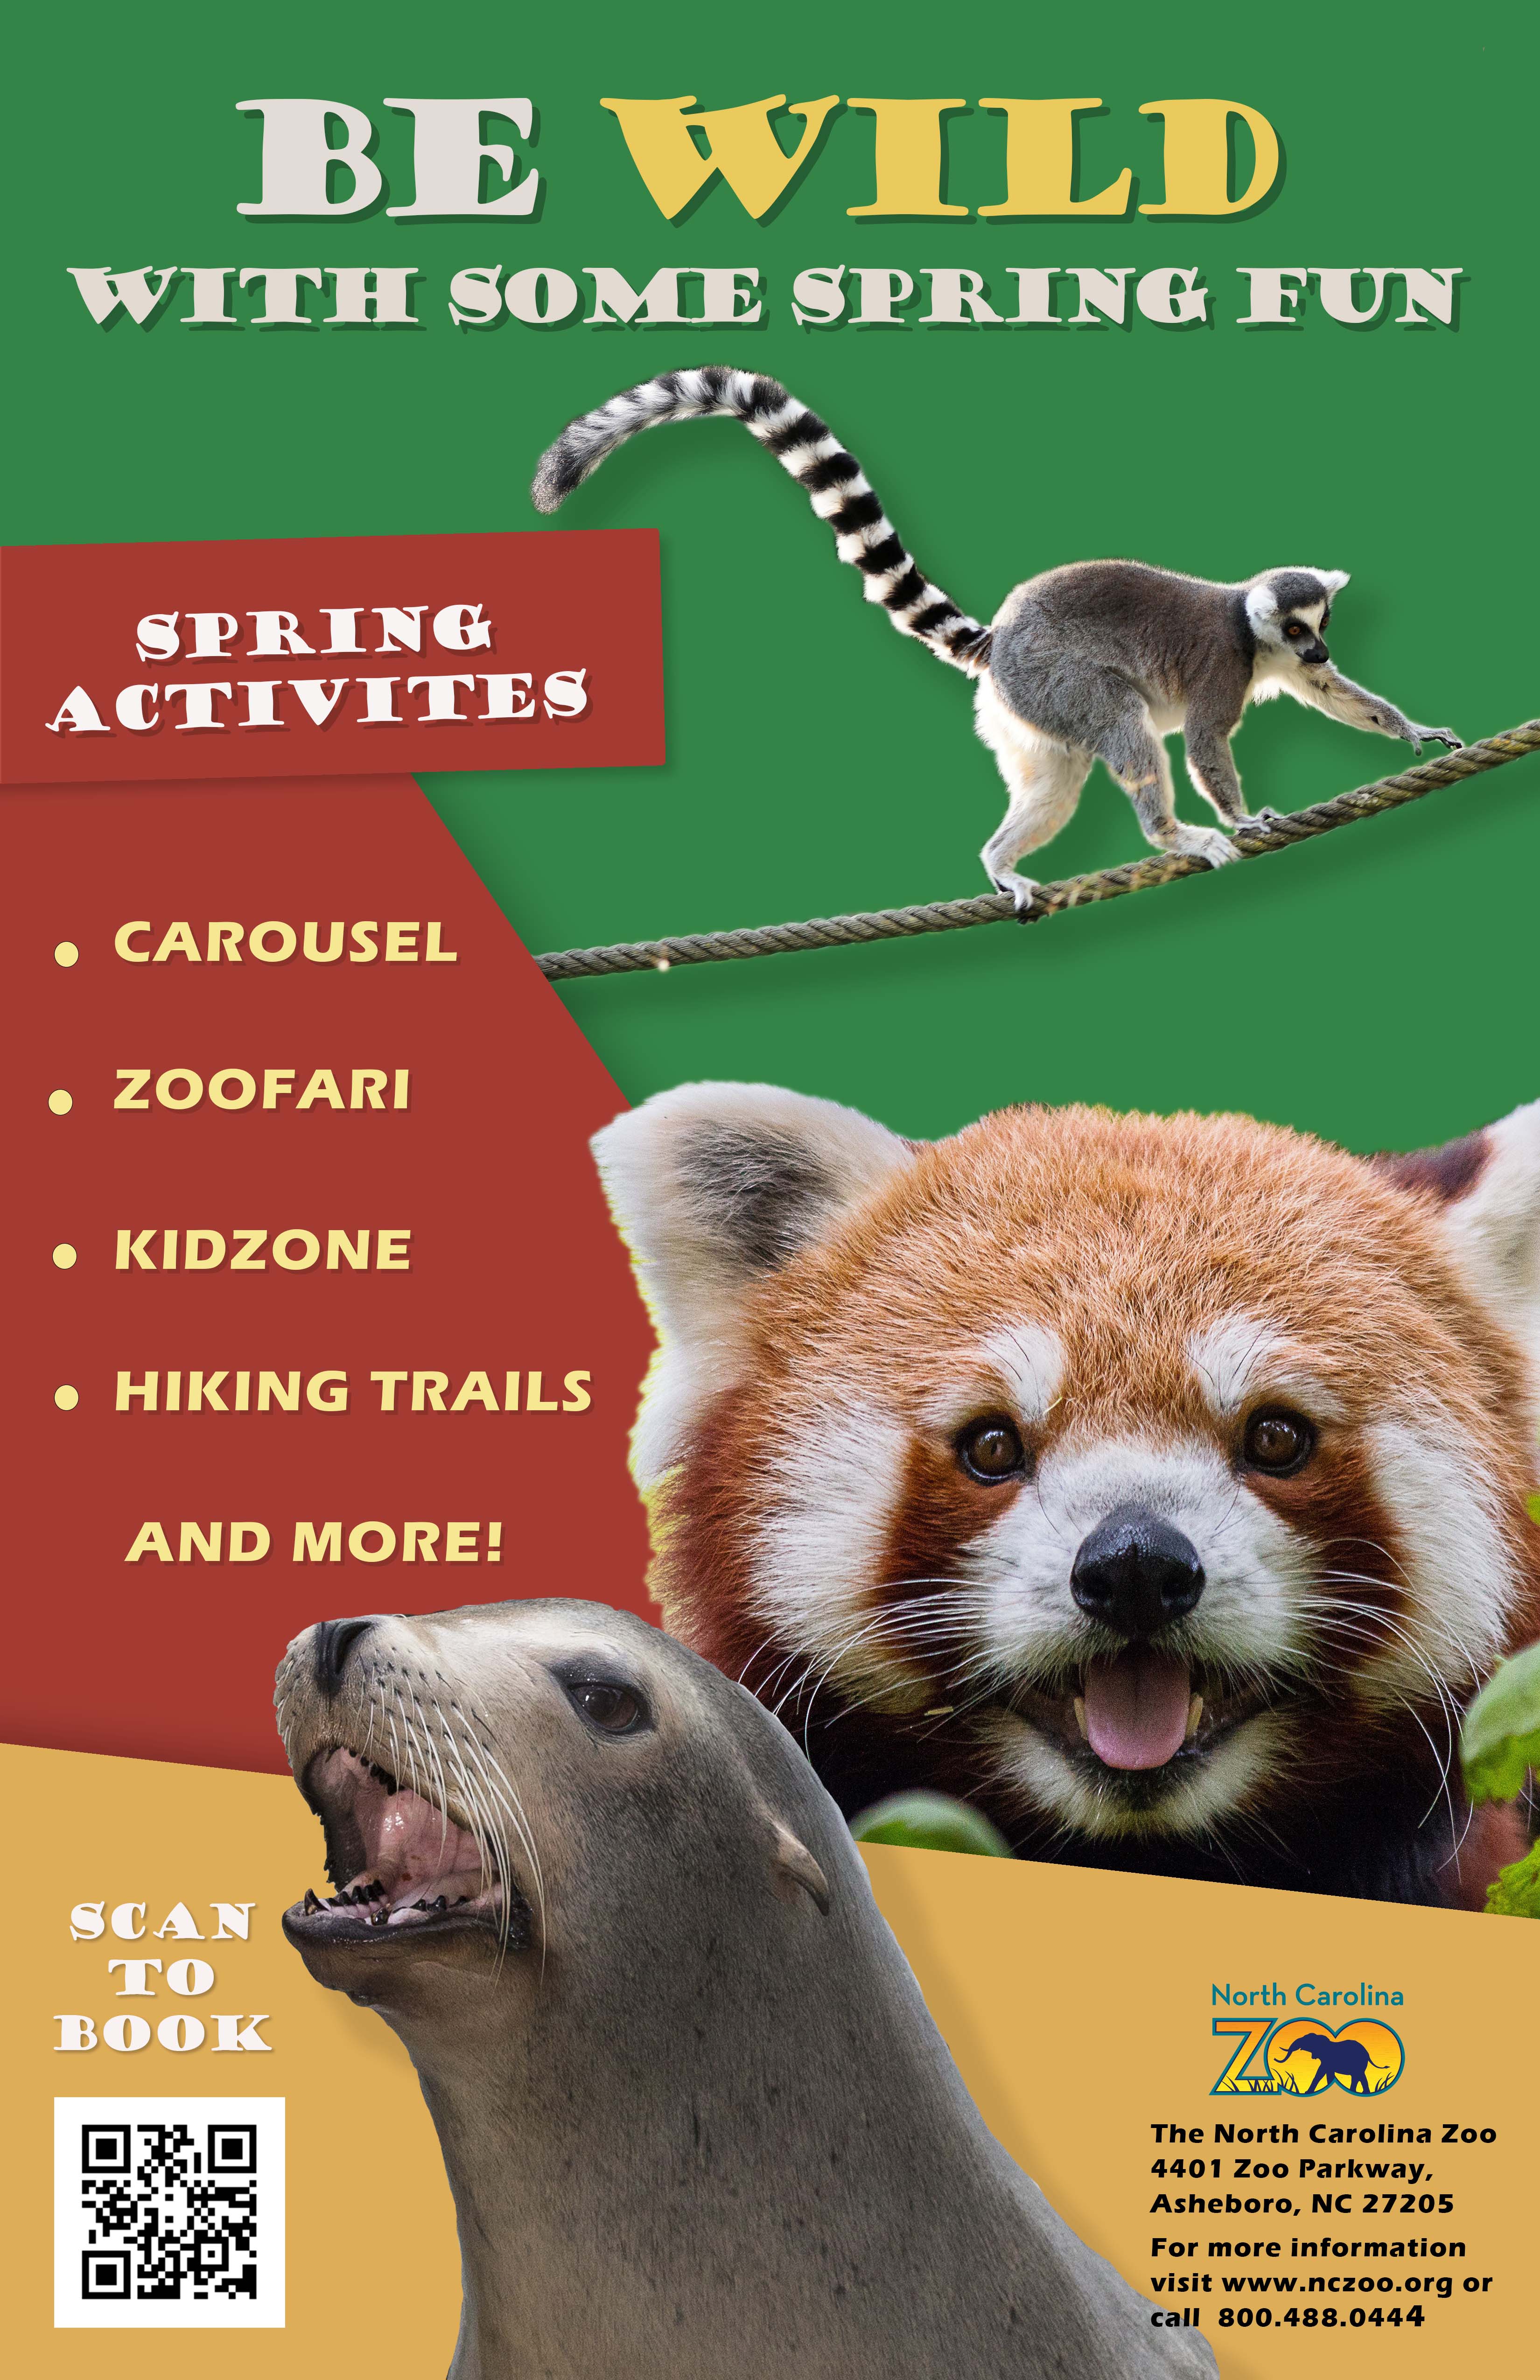 BE WILD
WITH SOME SPRING FUN
SPRING
ACTIVITES
CAROUSEL
ZOOFARI
KIDZONE
HIKING TRAILS
AND MORE!
SCAN
TO
BOOK
North Carolina
ZOO
The North Carolina Zoo
4401 Zoo Parkway,
Asheboro, NC 27205
For more information
visit www.nczoo.org or
call 800.488.0444